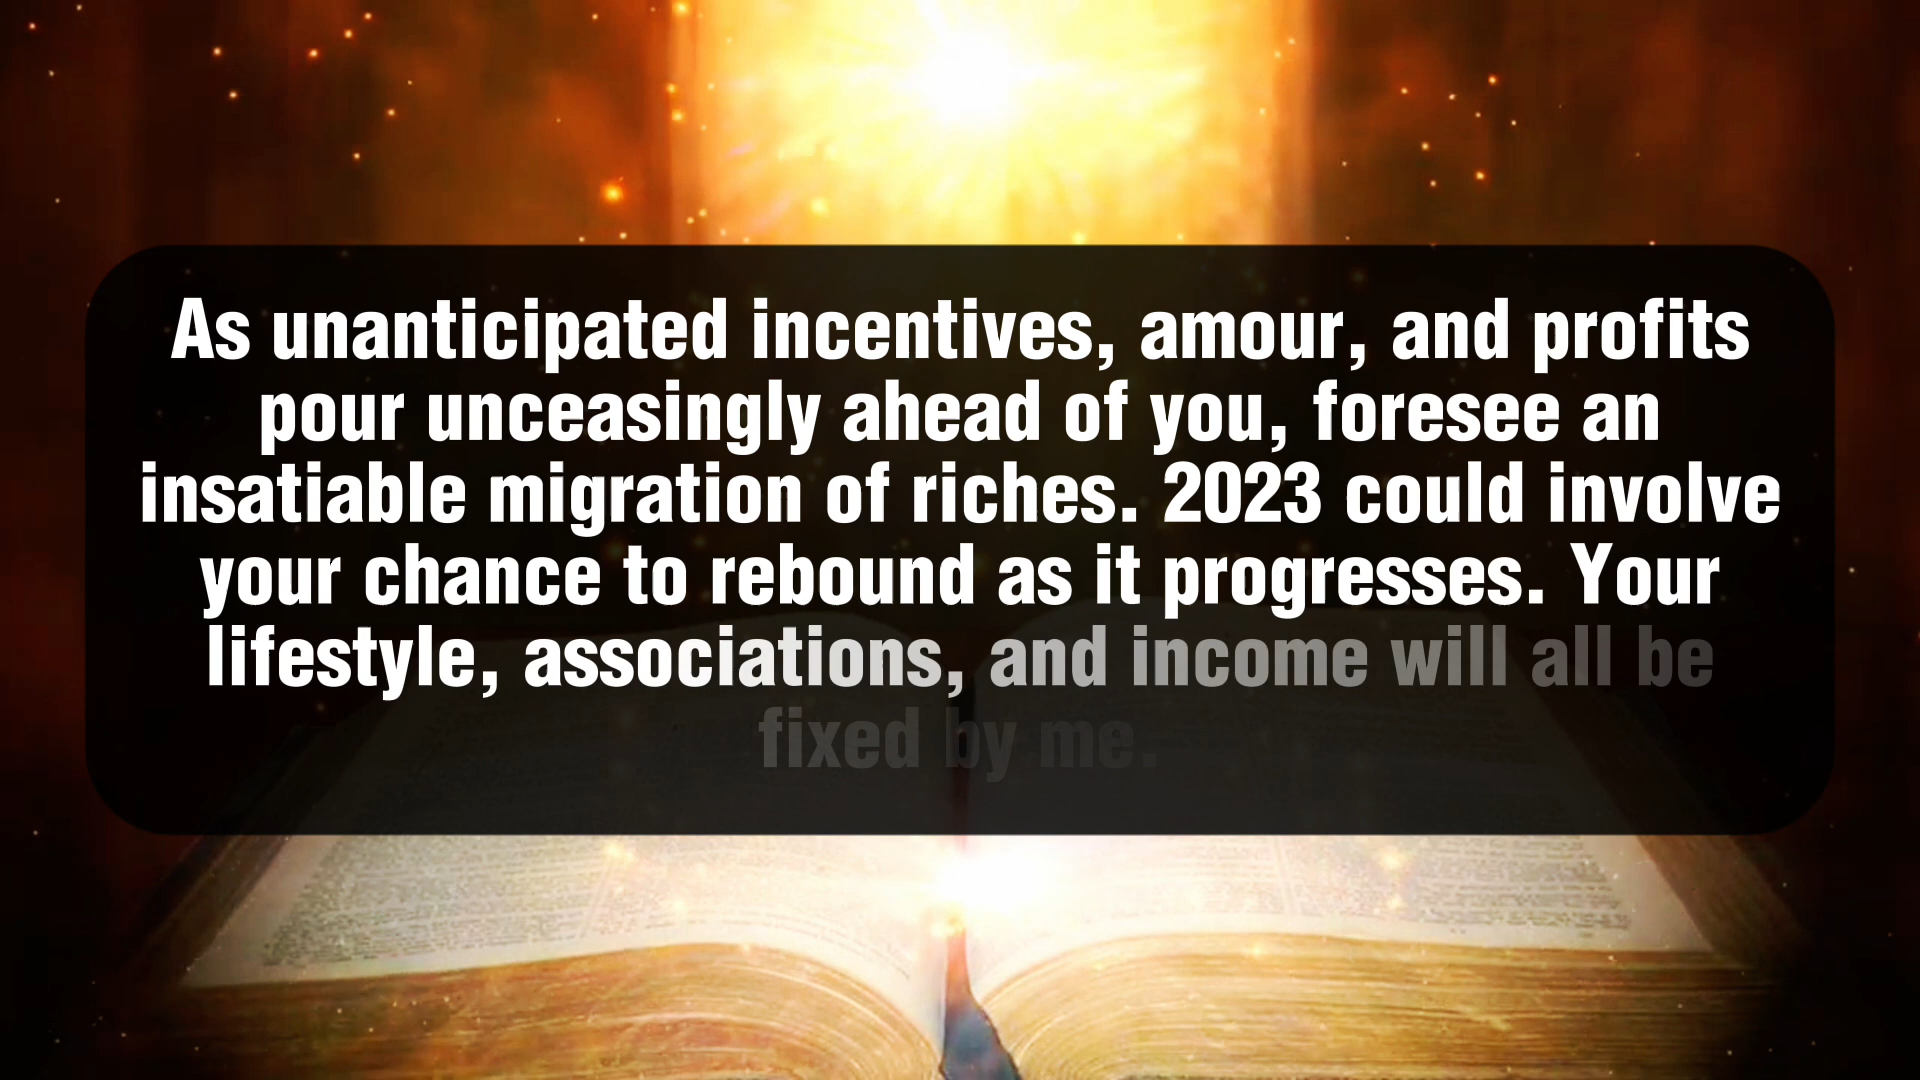 As unanticipated incentives, amour, and profits
pour unceasingly ahead of you, foresee an
insatiable migration of riches. 2023 could involve
your chance to rebound as it progresses. Your
lifestyle, associations, and income will all be
fixed by me.